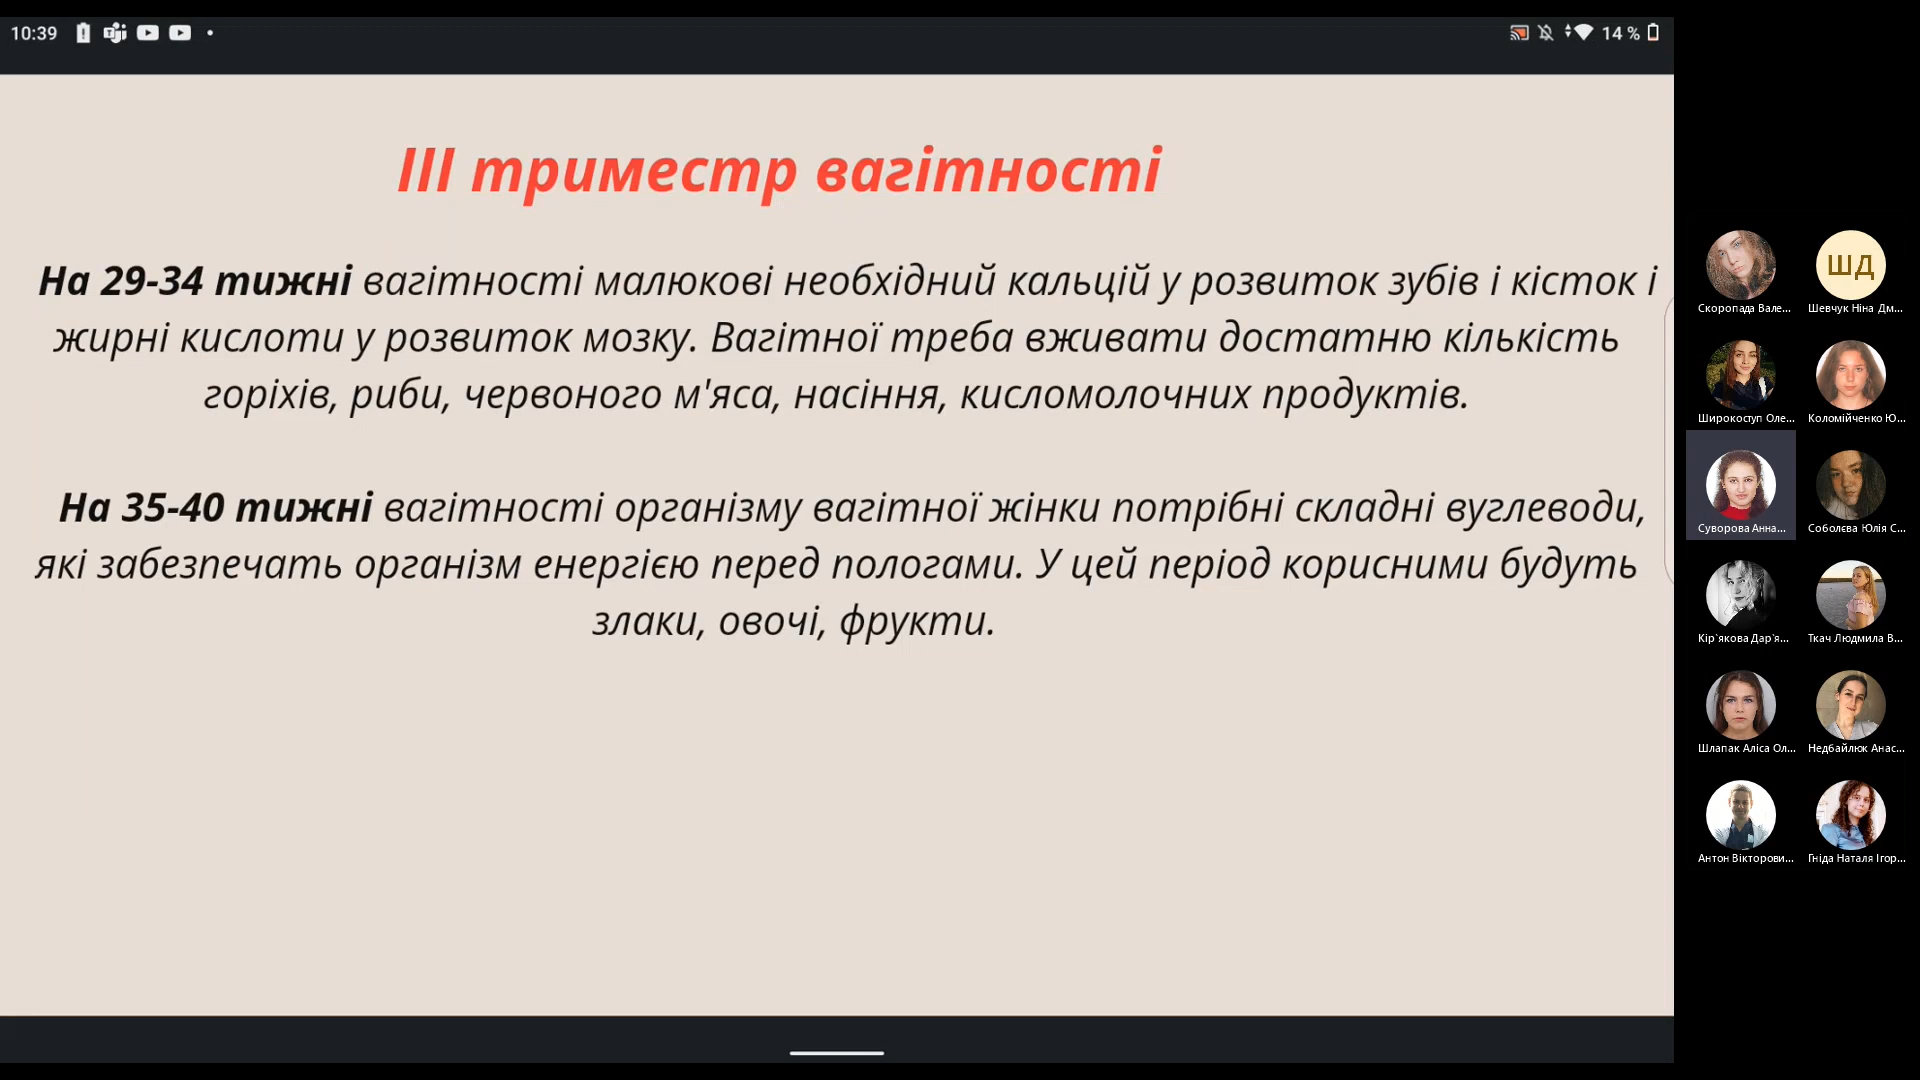 10:39
14 %
III триместр вагітності
На 29-34 тижні вагітності малюкові необхідний кальцій у розвиток зубів і кісток і
жирні кислоти у розвиток мозку. Вагітної треба вживати достатню кількість
горіхів, риби, червоного м'яса, насіння, кисломолочних продуктів.
На 35-40 тижні вагітності організму вагітної жінки потрібні складні вуглеводи,
які забезпечать організм енергією перед пологами. У цей період корисними будуть
злаки, овочі, фрукти.
ШД
Скоропада Вале...
Шевчук Ніна Дм...
Широкоступ Оле...
Коломійченко Ю...
Суворова Анна...
Соболєва Юлія С...
Кір`якова Дар`я...
Ткач Людмила В...
Шлапак Аліса Ол...
Недбайлюк Анас...
Антон Вікторови...
Гніда Наталя Ігор...